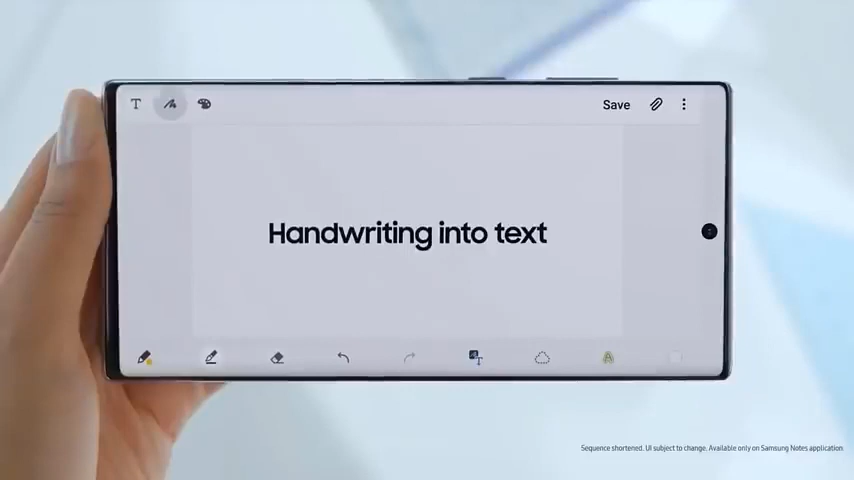 T
Save
Handwriting into text
Sequence shortened. UI subject to change. Available only on Samsung Notes application